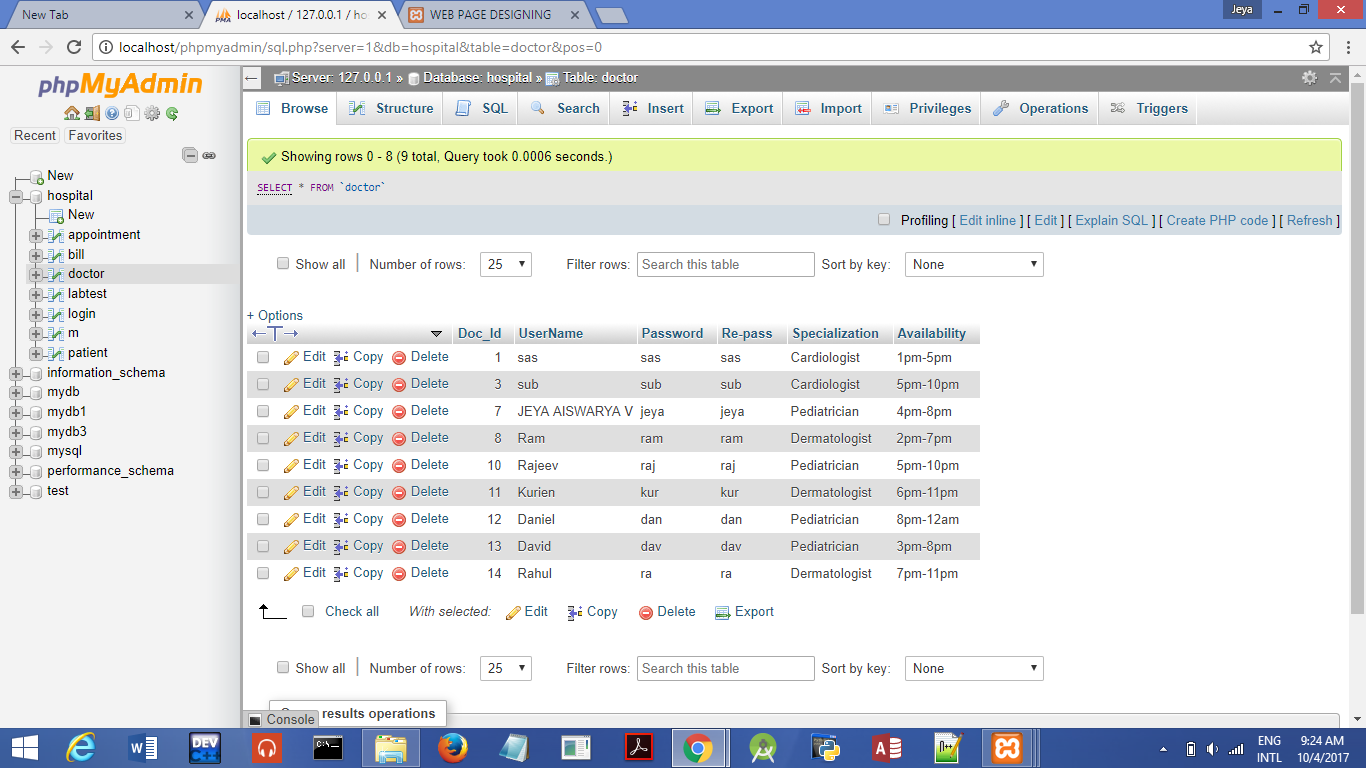 New Tab
localhost / 127.0.0.1 / ho
WEB PAGE DESIGNING
Jeya
localhost/phpmyadmin/sql.php?server=1&db=hospital&table=doctor&pos=0
phpMyAdmin
Recent Favorites
New
hospital
New
appointment
bill
doctor
labtest
login
m
patient
information_schema
mydb
mydb1
mydb3
mysql
performance_schema
test
Server: 127.0.0.1 » Database: hospital » Table: doctor
Browse Structure SQL Search Insert Export Import Privileges Operations Triggers
Showing rows 0 - 8 (9 total, Query took 0.0006 seconds.)
SELECT * FROM `doctor`
Profiling [ Edit inline ] [ Edit ] [ Explain SQL ] [ Create PHP code ] [ Refresh ]
Show all Number of rows: 25 Filter rows: Search this table Sort by key: None
+ Options
Doc_Id UserName Password Re-pass Specialization Availability
Edit Copy Delete 1 sas sas sas Cardiologist 1pm-5pm
Edit Copy Delete 3 sub sub sub Cardiologist 5pm-10pm
Edit Copy Delete 7 JEYA AISWARYA V jeya jeya Pediatrician 4pm-8pm
Edit Copy Delete 8 Ram ram ram Dermatologist 2pm-7pm
Edit Copy Delete 10 Rajeev raj raj Pediatrician 5pm-10pm
Edit Copy Delete 11 Kurien kur kur Dermatologist 6pm-11pm
Edit Copy Delete 12 Daniel dan dan Pediatrician 8pm-12am
Edit Copy Delete 13 David dav dav Pediatrician 3pm-8pm
Edit Copy Delete 14 Rahul ra ra Dermatologist 7pm-11pm
Check all With selected: Edit Copy Delete Export
Show all Number of rows: 25 Filter rows: Search this table Sort by key: None
results operations
Console
DEV C++
ENG 9:24 AM
INTL 10/4/2017